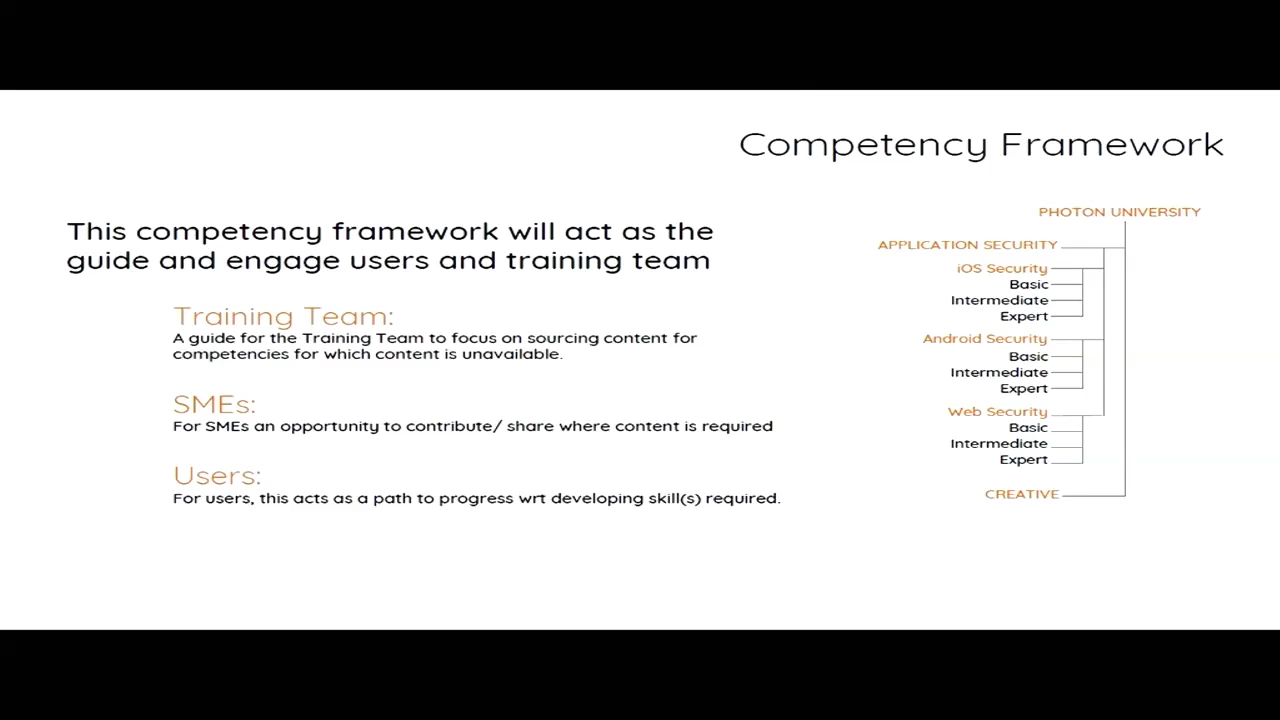 Competency Framework
This competency framework will act as the
guide and engage users and training team
Training Team:
A guide for the Training Team to focus on sourcing content for
competencies for which content is unavailable.
SMEs:
For SMEs an opportunity to contribute/ share where content is required
Users:
For users, this acts as a path to progress wrt developing skill(s) required.
PHOTON UNIVERSITY
APPLICATION SECURITY
iOS Security
Basic
Intermediate
Expert
Android Security
Basic
Intermediate
Expert
Web Security
Basic
Intermediate
Expert
CREATIVE